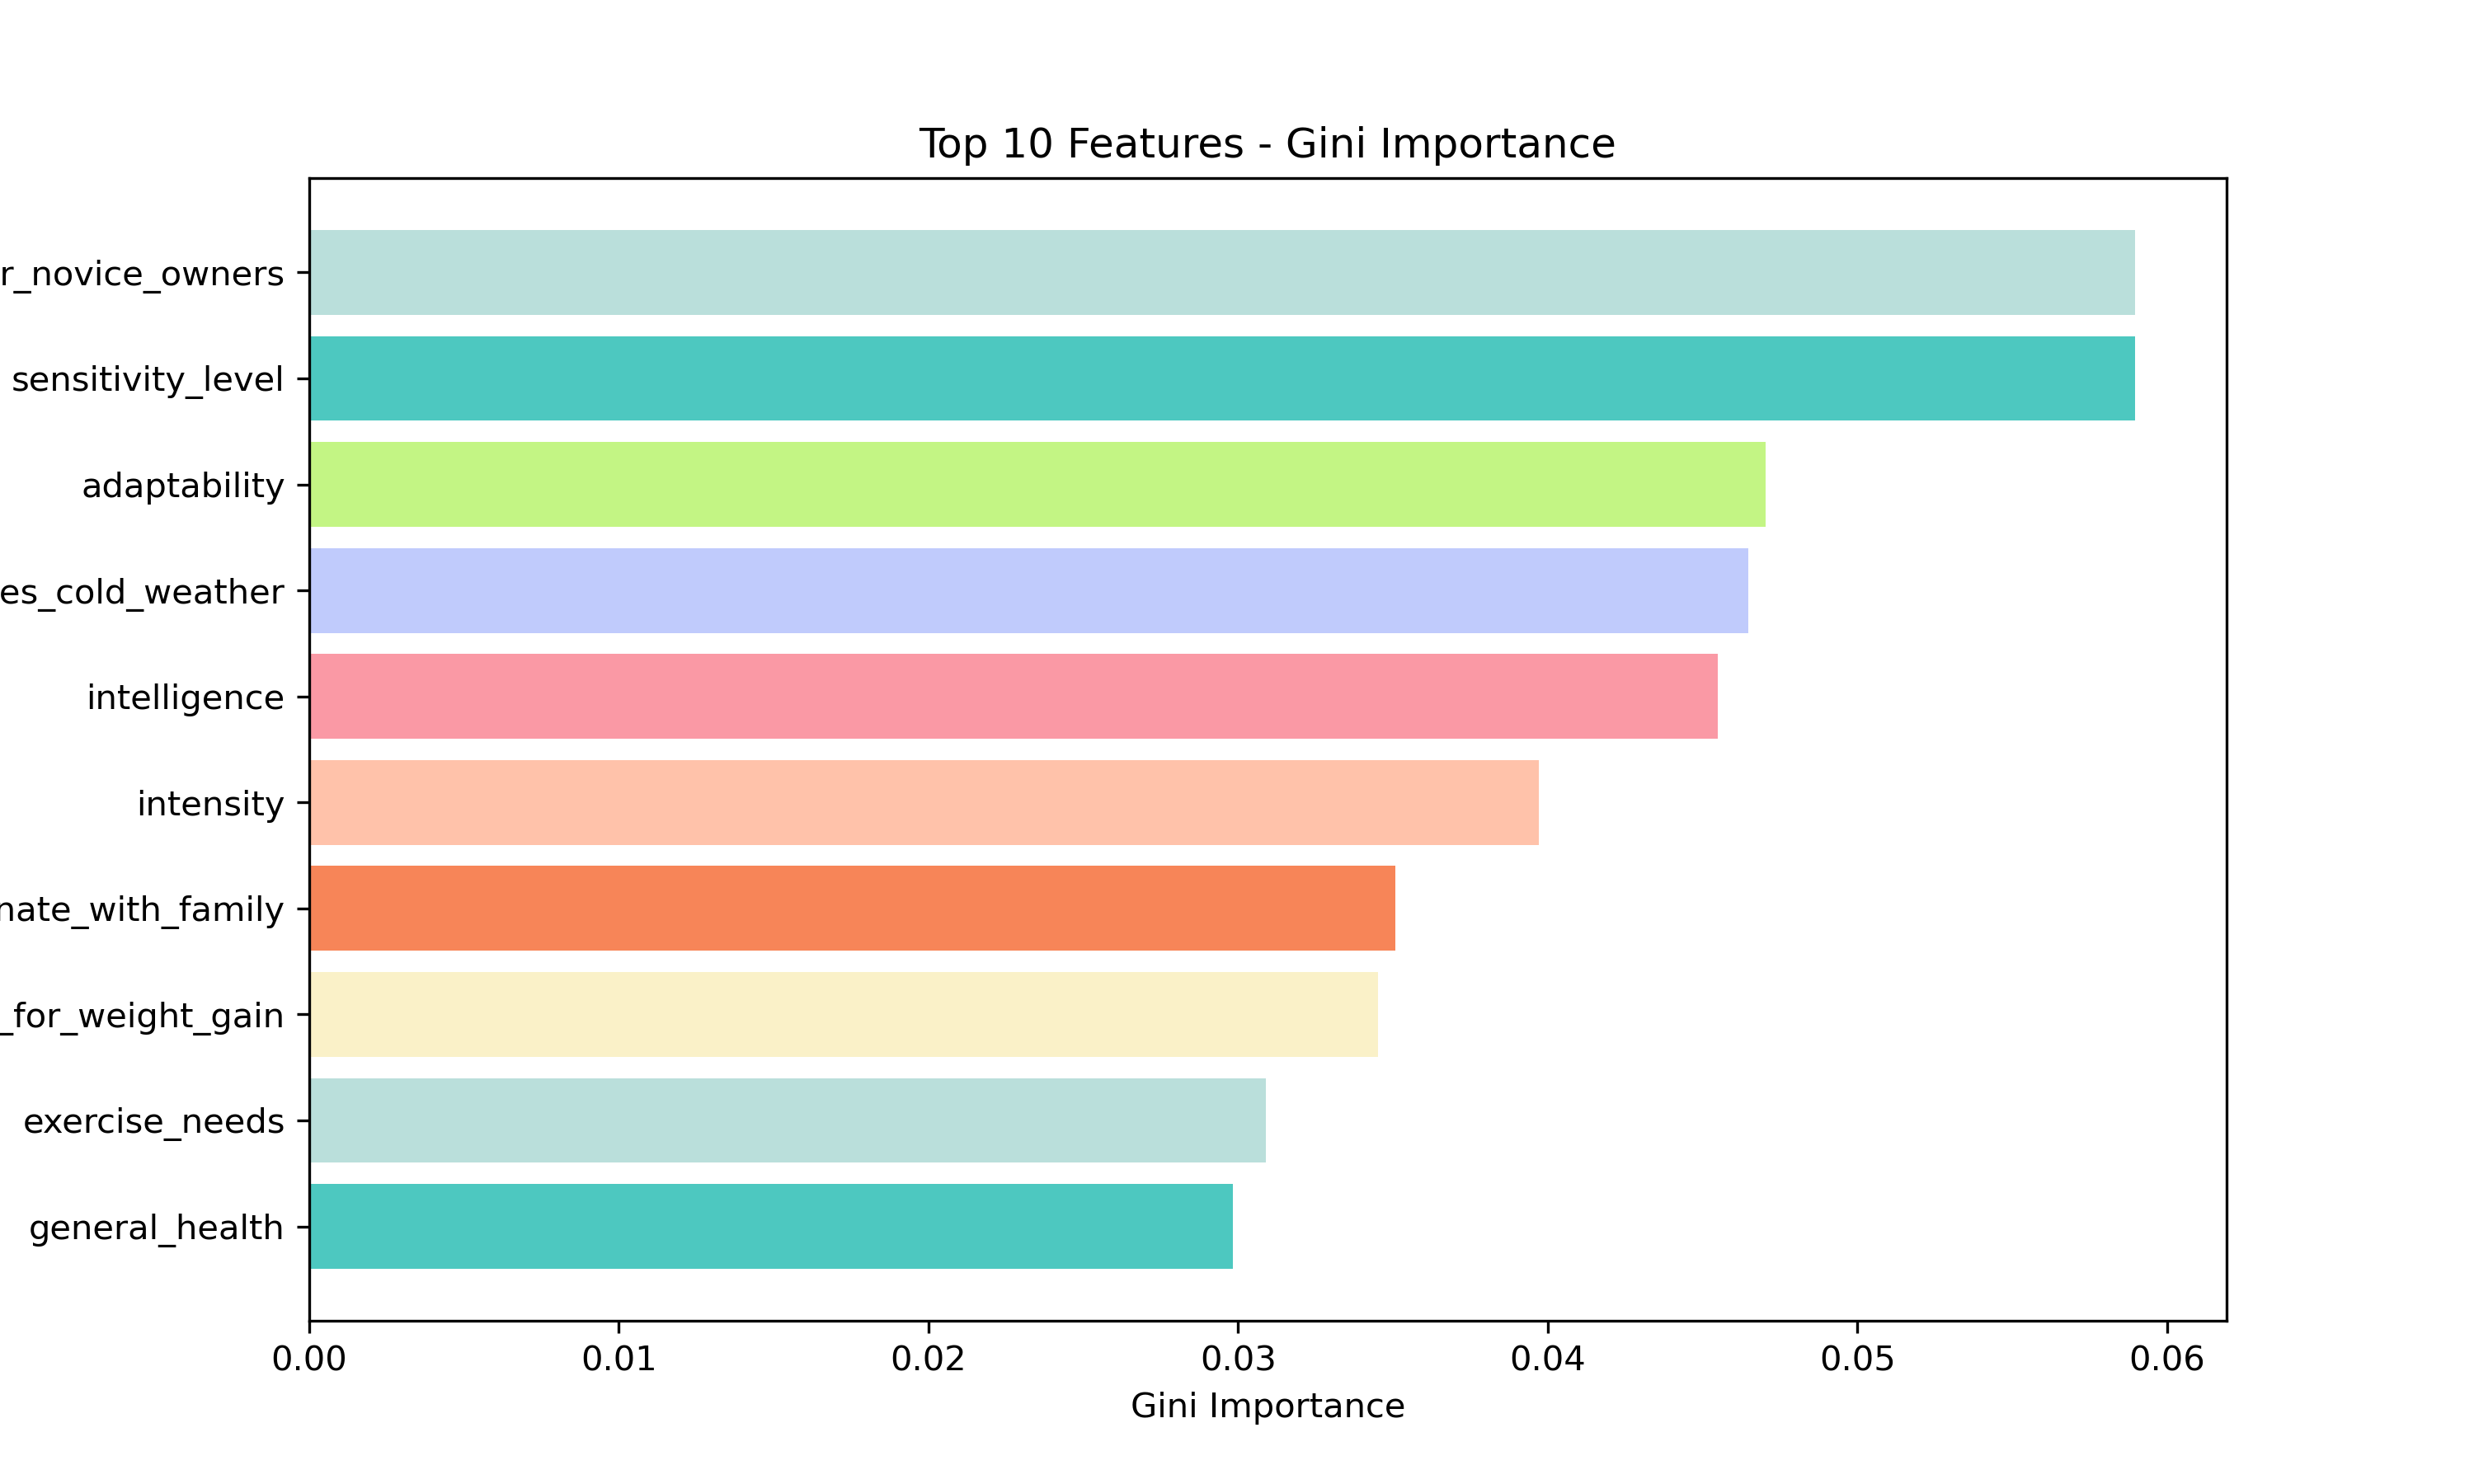 Top 10 Features - Gini Importance
r_novice_owners
sensitivity_level
adaptability
es_cold_weather
intelligence
intensity
nate_with_family
_for_weight_gain
exercise_needs
general_health
0.00 0.01 0.02 0.03 0.04 0.05 0.06
Gini Importance